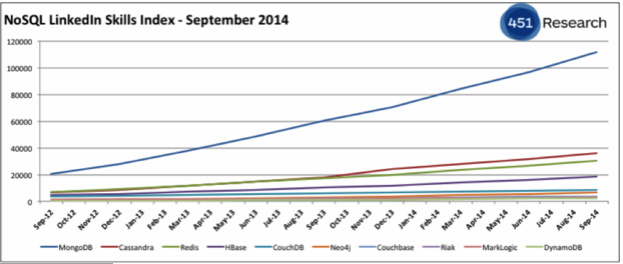 NoSQL LinkedIn Skills Index - September 2014
451 Research
120000
100000
80000
60000
40000
20000
0
Sep-12 Oct-12 Nov-12 Dec-12 Jan-13 Feb-13 Mar-13 Apr-13 May-13 Jun-13 Jul-13 Aug-13 Sep-13 Oct-13 Nov-13 Dec-13 Jan-14 Feb-14 Mar-14 Apr-14 May-14 Jun-14 Jul-14 Aug-14 Sep-14
MongoDB Cassandra Redis HBase CouchDB Neo4j Couchbase Riak MarkLogic DynamoDB